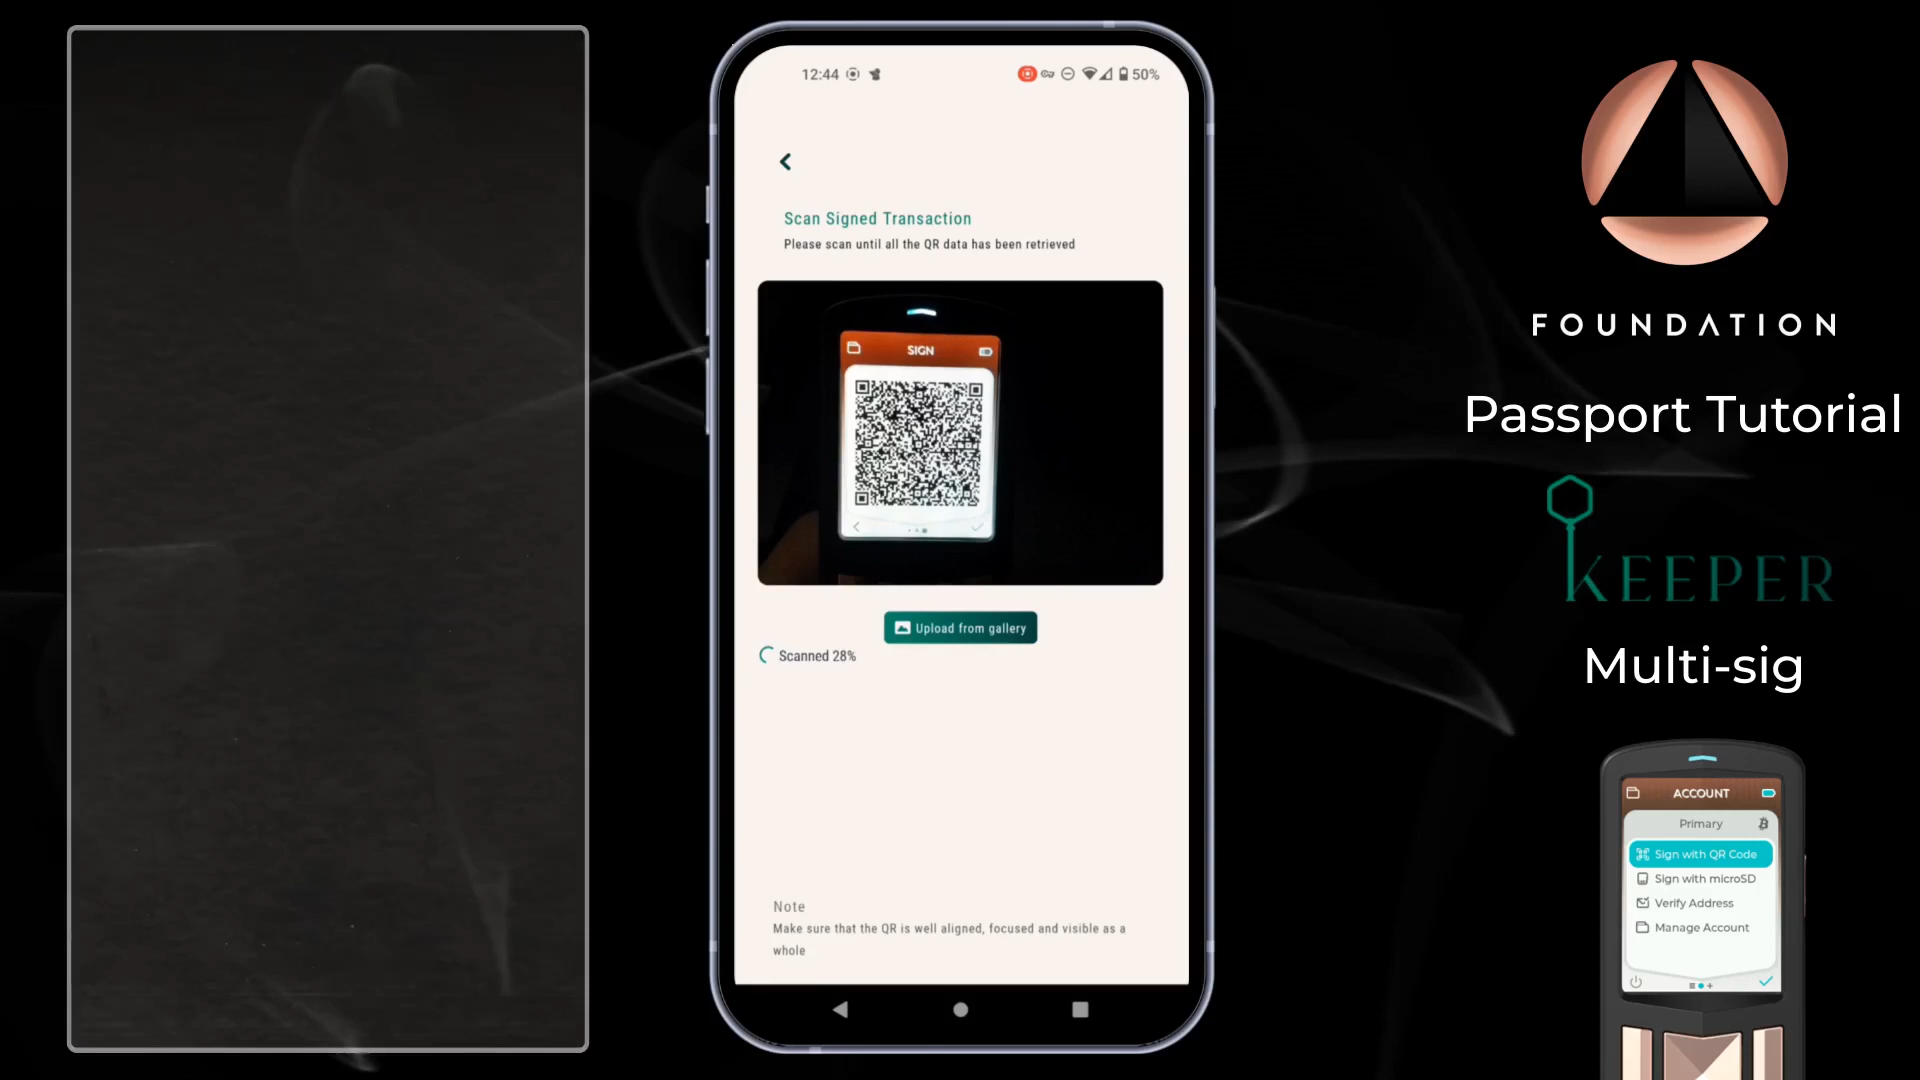 12:44
50%
Scan Signed Transaction
Please scan until all the QR data has been retrieved
SIGN
Upload from gallery
Scanned 28%
Note
Make sure that the QR is well aligned, focused and visible as a
whole
FOUNDATION
Passport Tutorial
KEEPER
Multi-sig
ACCOUNT
Primary
Sign with QR Code
Sign with microSD
Verify Address
Manage Account